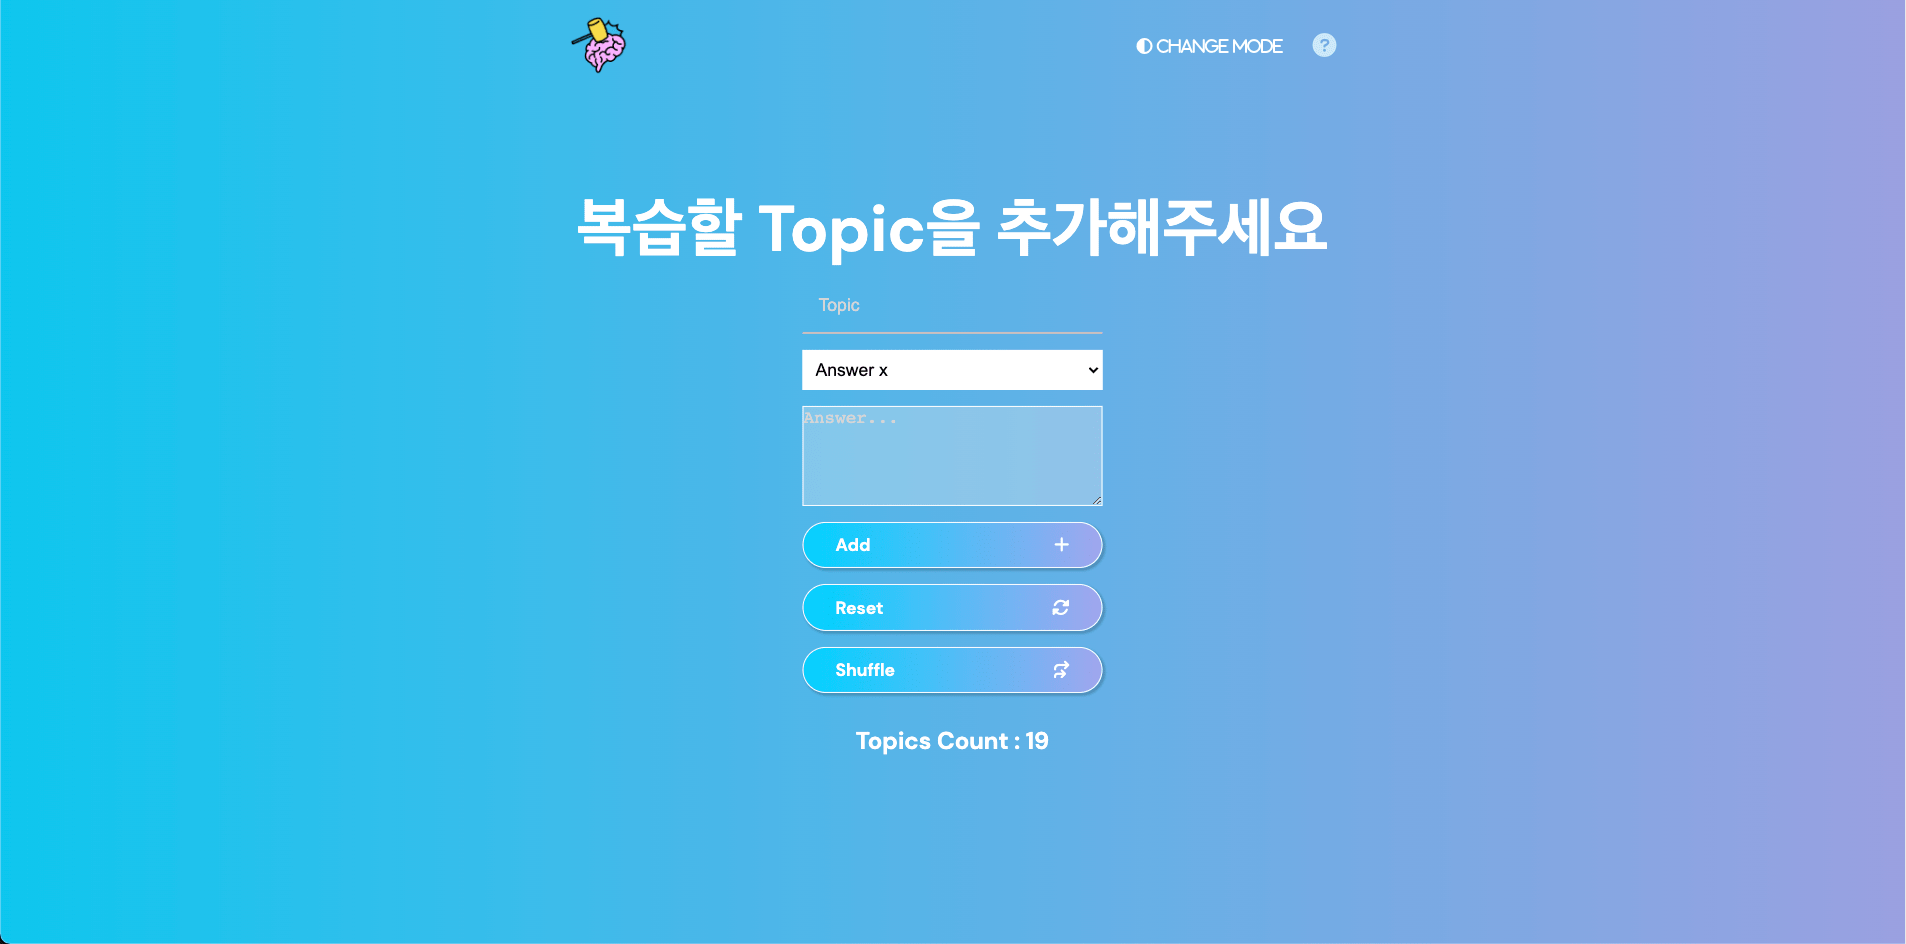 CHANGE MODE ?
복습할 Topic을 추가해주세요
Topic
Answer x
Answer...
Add
Reset
Shuffle
Topics Count : 19